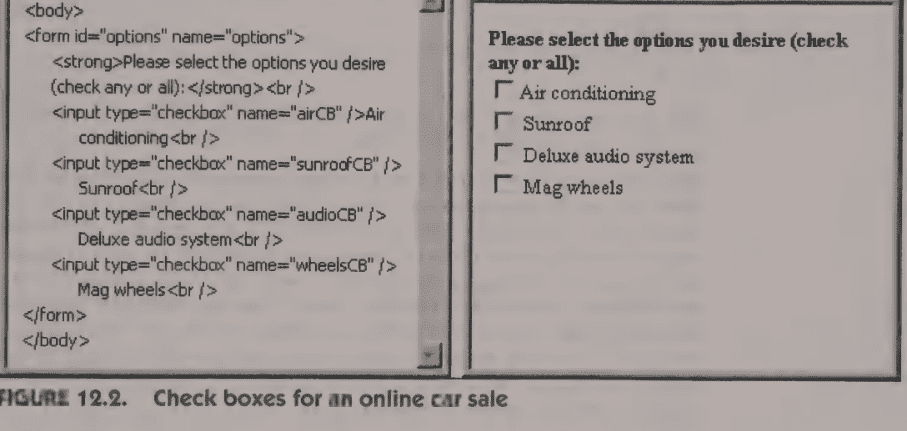 <body>
<form id="options" name="options">
<strong>Please select the options you desire
(check any or all):</strong><br />
<input type="checkbox" name="airCB" />Air
conditioning<br />
<input type="checkbox" name="sunroofCB" />
Sunroof<br />
<input type="checkbox" name="audioCB" />
Deluxe audio system<br />
<input type="checkbox" name="wheelsCB" />
Mag wheels<br />
</form>
</body>
Please select the options you desire (check
any or all):
Air conditioning
Sunroof
Deluxe audio system
Mag wheels
FIGURE 12.2. Check boxes for an online car sale